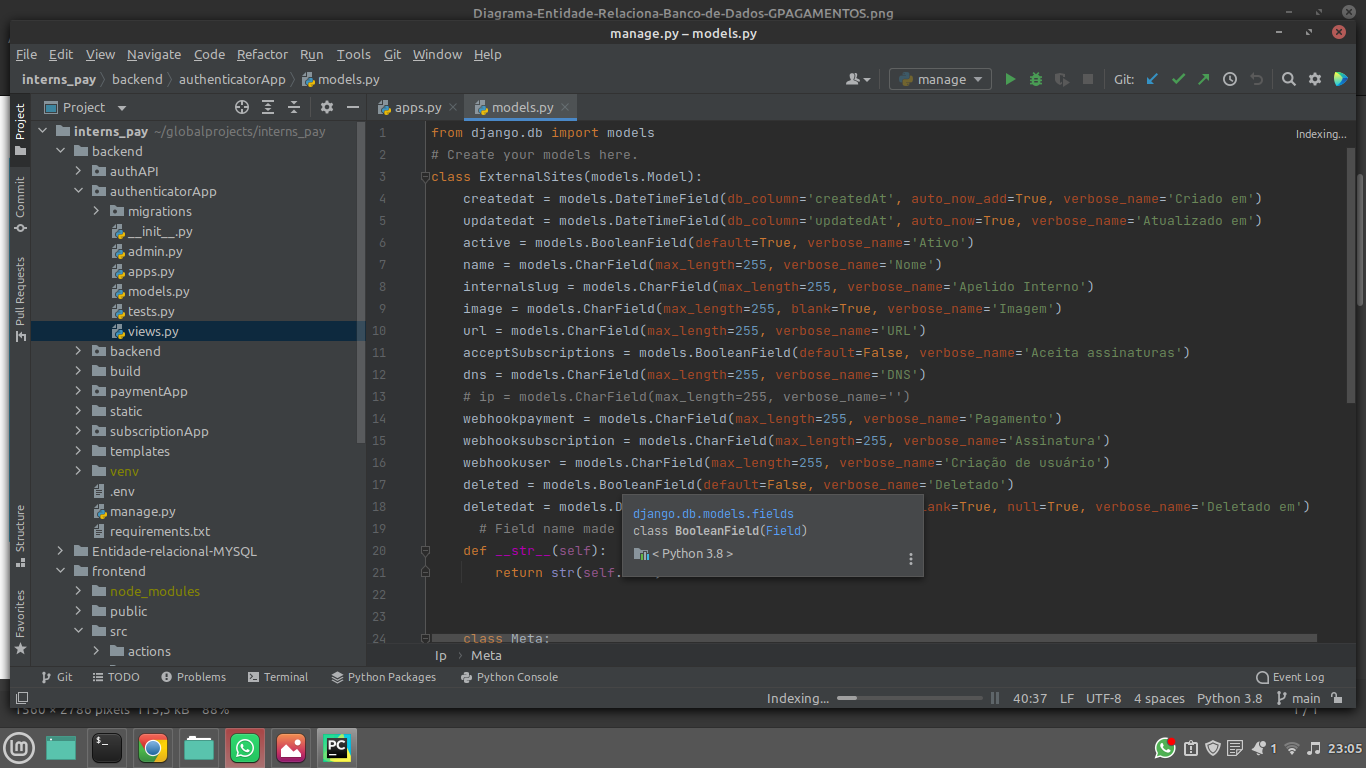 Diagrama-Entidade-Relaciona-Banco-de-Dados-GPAGAMENTOS.png
manage.py – models.py
File Edit View Navigate Code Refactor Run Tools Git Window Help
interns_pay backend authenticatorApp models.py
manage
Git:
Project
apps.py
models.py
Project
Commit
Pull Requests
Structure
Favorites
interns_pay ~/globalprojects/interns_pay
backend
authAPI
authenticatorApp
migrations
__init__.py
admin.py
apps.py
models.py
tests.py
views.py
backend
build
paymentApp
static
subscriptionApp
templates
venv
.env
manage.py
requirements.txt
Entidade-relacional-MYSQL
frontend
node_modules
public
src
actions
Indexing...
1 from django.db import models
2 # Create your models here.
3 class ExternalSites(models.Model):
4 createdat = models.DateTimeField(db_column='createdAt', auto_now_add=True, verbose_name='Criado em')
5 updatedat = models.DateTimeField(db_column='updatedAt', auto_now=True, verbose_name='Atualizado em')
6 active = models.BooleanField(default=True, verbose_name='Ativo')
7 name = models.CharField(max_length=255, verbose_name='Nome')
8 internalslug = models.CharField(max_length=255, verbose_name='Apelido Interno')
9 image = models.CharField(max_length=255, blank=True, verbose_name='Imagem')
10 url = models.CharField(max_length=255, verbose_name='URL')
11 acceptSubscriptions = models.BooleanField(default=False, verbose_name='Aceita assinaturas')
12 dns = models.CharField(max_length=255, verbose_name='DNS')
13 # ip = models.CharField(max_length=255, verbose_name='')
14 webhookpayment = models.CharField(max_length=255, verbose_name='Pagamento')
15 webhooksubscription = models.CharField(max_length=255, verbose_name='Assinatura')
16 webhookuser = models.CharField(max_length=255, verbose_name='Criação de usuário')
17 deleted = models.BooleanField(default=False, verbose_name='Deletado')
18 deletedat = models. =True, null=True, verbose_name='Deletado em')
19 # Field name made
20 def __str__(self):
21 return str(self.
22
23
24 class Meta:
django.db.models.fields
class BooleanField(Field)
< Python 3.8 >
Ip Meta
Git TODO Problems Terminal Python Packages Python Console Event Log
Indexing... 40:37 LF UTF-8 4 spaces Python 3.8 main
1560 × 2786 pixels 115,5 kB 88% 1 / 1
1 23:05